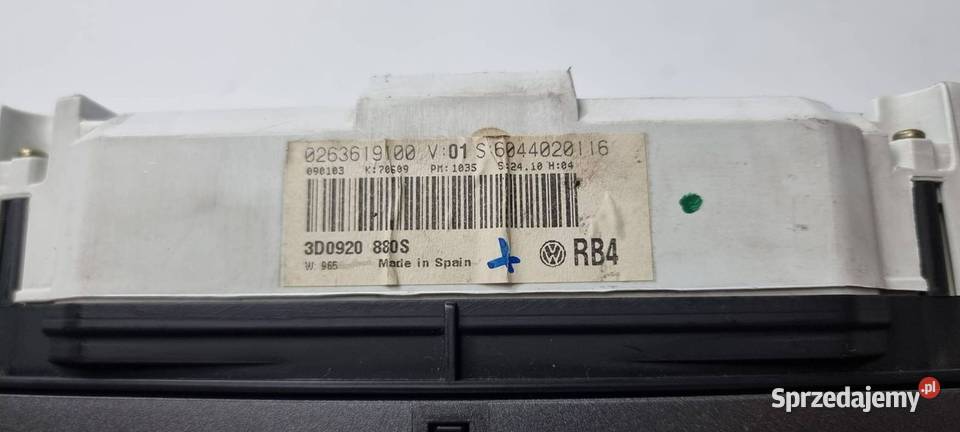 0263619100 V:01 S 6044020116
090103 K:70609 PM:1035 S:24.10 H:04
3D0920 880S
W 965 Made in Spain
RB4
Sprzedajemy.pl